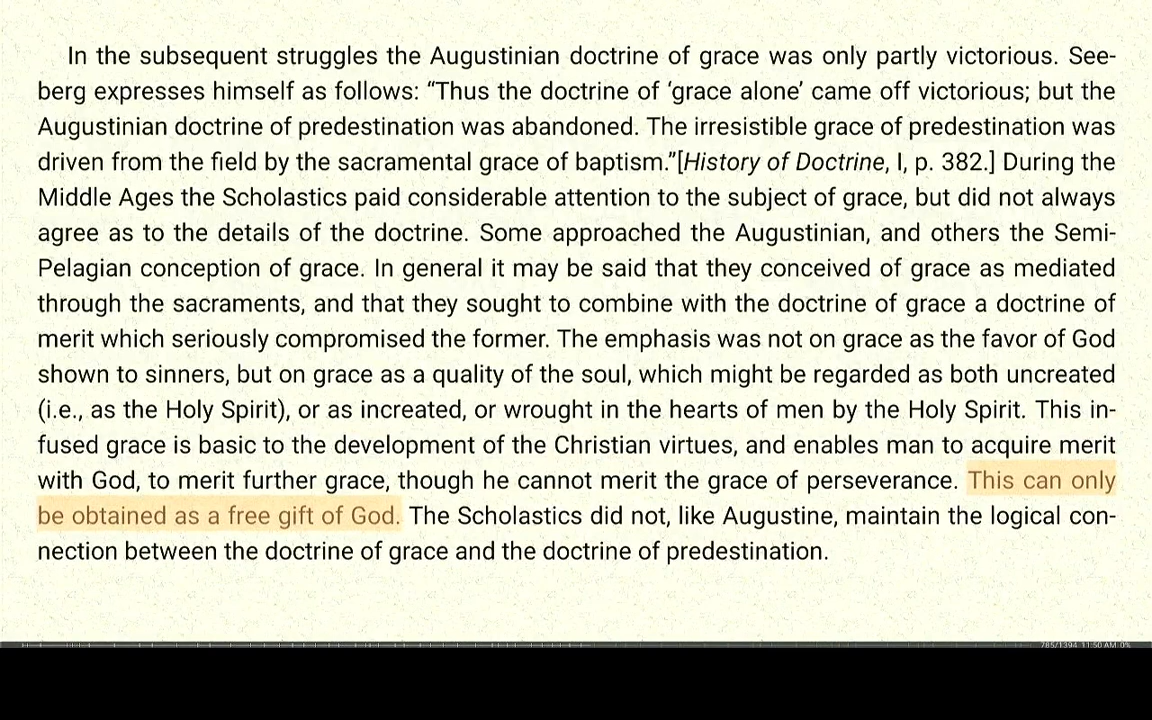 In the subsequent struggles the Augustinian doctrine of grace was only partly victorious. See-
berg expresses himself as follows: “Thus the doctrine of ‘grace alone’ came off victorious; but the
Augustinian doctrine of predestination was abandoned. The irresistible grace of predestination was
driven from the field by the sacramental grace of baptism.”[History of Doctrine, I, p. 382.] During the
Middle Ages the Scholastics paid considerable attention to the subject of grace, but did not always
agree as to the details of the doctrine. Some approached the Augustinian, and others the Semi-
Pelagian conception of grace. In general it may be said that they conceived of grace as mediated
through the sacraments, and that they sought to combine with the doctrine of grace a doctrine of
merit which seriously compromised the former. The emphasis was not on grace as the favor of God
shown to sinners, but on grace as a quality of the soul, which might be regarded as both uncreated
(i.e., as the Holy Spirit), or as increated, or wrought in the hearts of men by the Holy Spirit. This in-
fused grace is basic to the development of the Christian virtues, and enables man to acquire merit
with God, to merit further grace, though he cannot merit the grace of perseverance. This can only
be obtained as a free gift of God. The Scholastics did not, like Augustine, maintain the logical con-
nection between the doctrine of grace and the doctrine of predestination.
785/1394 11:50 AM 0%